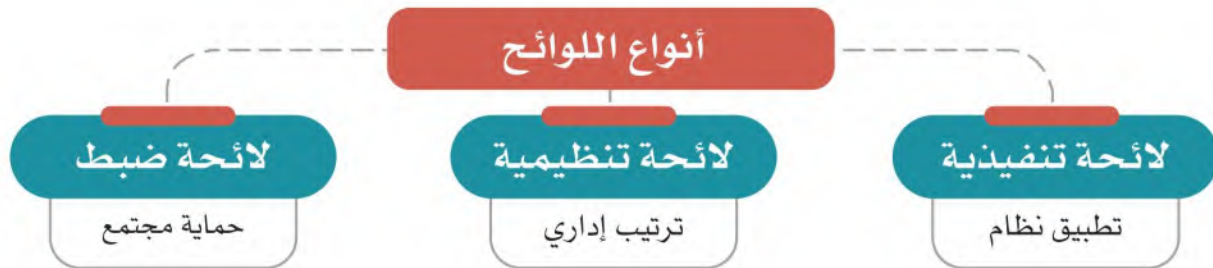 أنواع اللوائح
لائحة تنفيذية
تطبيق نظام
لائحة تنظيمية
ترتيب إداري
لائحة ضبط
حماية مجتمع